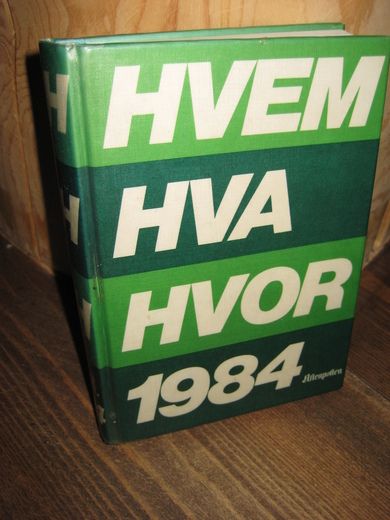 HVEM
HVA
HVOR
1984
Aftenposten
H
H
H